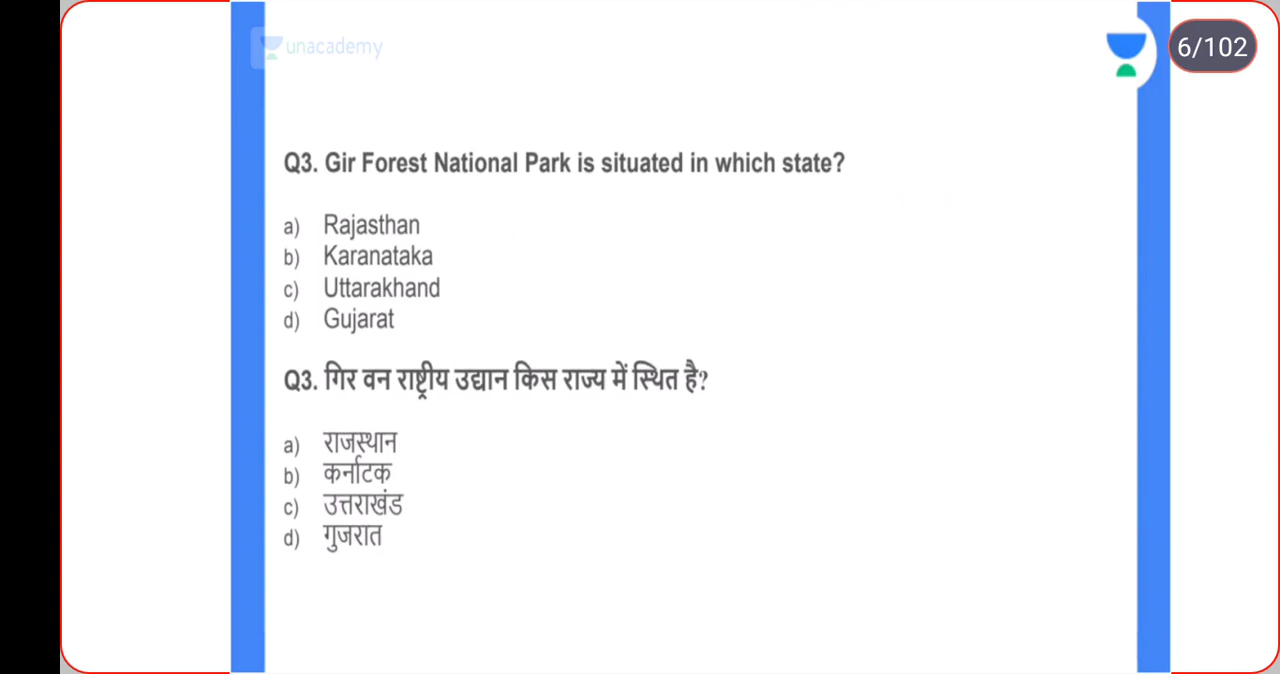 unacademy
6/102
Q3. Gir Forest National Park is situated in which state?
a) Rajasthan
b) Karanataka
c) Uttarakhand
d) Gujarat
Q3. गिर वन राष्ट्रीय उद्यान किस राज्य में स्थित है?
a) राजस्थान
b) कर्नाटक
c) उत्तराखंड
d) गुजरात